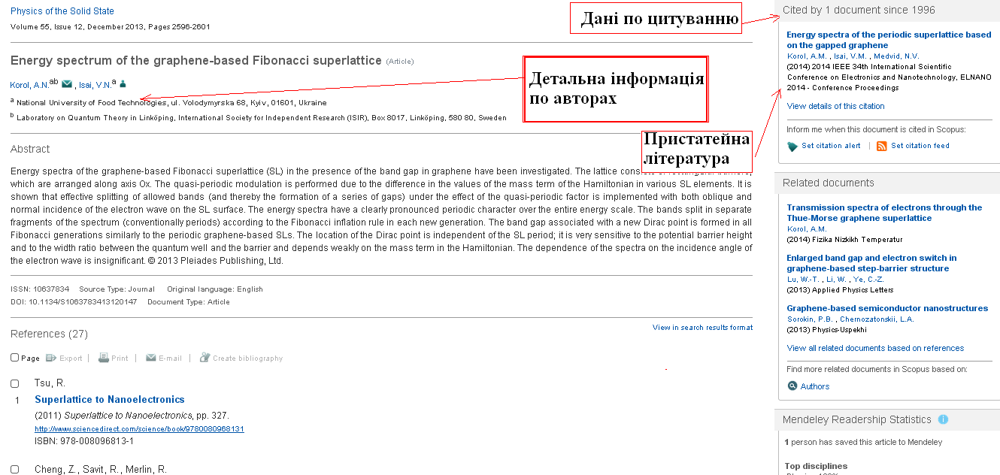 Physics of the Solid State
Volume 55, Issue 12, December 2013, Pages 2596-2601
Energy spectrum of the graphene-based Fibonacci superlattice (Article)
Korol, A.N.ab , Isai, V.N.a
a National University of Food Technologies, ul. Volodymyrska 68, Kyiv, 01601, Ukraine
b Laboratory on Quantum Theory in Linköping, International Society for Independent Research (ISIR), Box 8017, Linköping, 580 80, Sweden
Дані по цитуванню
Детальна інформація
по авторах
Пристатейна
література
Abstract
Energy spectra of the graphene-based Fibonacci superlattice (SL) in the presence of the band gap in graphene have been investigated. The lattice
which are arranged along axis Ox. The quasi-periodic modulation is performed due to the difference in the values of the mass term of the Hamiltonian in various SL elements. It is
shown that effective splitting of allowed bands (and thereby the formation of a series of gaps) under the effect of the quasi-periodic factor is implemented with both oblique and
normal incidence of the electron wave on the SL surface. The energy spectra have a clearly pronounced periodic character over the entire energy scale. The bands split in separate
fragments of the spectrum (conventionally periods) according to the Fibonacci inflation rule in each new generation. The band gap associated with a new Dirac point is formed in all
Fibonacci generations similarly to the periodic graphene-based SLs. The location of the Dirac point is independent of the SL period; it is very sensitive to the potential barrier height
and to the width ratio between the quantum well and the barrier and depends weakly on the mass term in the Hamiltonian. The dependence of the spectra on the incidence angle of
the electron wave is insignificant. © 2013 Pleiades Publishing, Ltd.
ISSN: 10637834 Source Type: Journal Original language: English
DOI: 10.1134/S1063783413120147 Document Type: Article
References (27)
View in search results format
Page Export | Print | E-mail | Create bibliography
Tsu, R.
1 Superlattice to Nanoelectronics
(2011) Superlattice to Nanoelectronics, pp. 327.
http://www.sciencedirect.com/science/book/9780080968131
ISBN: 978-008096813-1
Cheng, Z., Savit, R., Merlin, R.
Cited by 1 document since 1996
Energy spectra of the periodic superlattice based
on the gapped graphene
Korol, A.M. , Isai, V.M. , Medvid, N.V.
(2014) 2014 IEEE 34th International Scientific
Conference on Electronics and Nanotechnology, ELNANO
2014 - Conference Proceedings
View details of this citation
Inform me when this document is cited in Scopus:
Set citation alert | Set citation feed
Related documents
Transmission spectra of electrons through the
Thue-Morse graphene superlattice
Korol, A.M.
(2014) Fizika Nizkikh Temperatur
Enlarged band gap and electron switch in
graphene-based step-barrier structure
Lu, W.-T. , Li, W. , Ye, C.-Z.
(2013) Applied Physics Letters
Graphene-based semiconductor nanostructures
Sorokin, P.B. , Chernozatonskii, L.A.
(2013) Physics-Uspekhi
View all related documents based on references
Find more related documents in Scopus based on:
Authors
Mendeley Readership Statistics
1 person has saved this article to Mendeley
Top disciplines